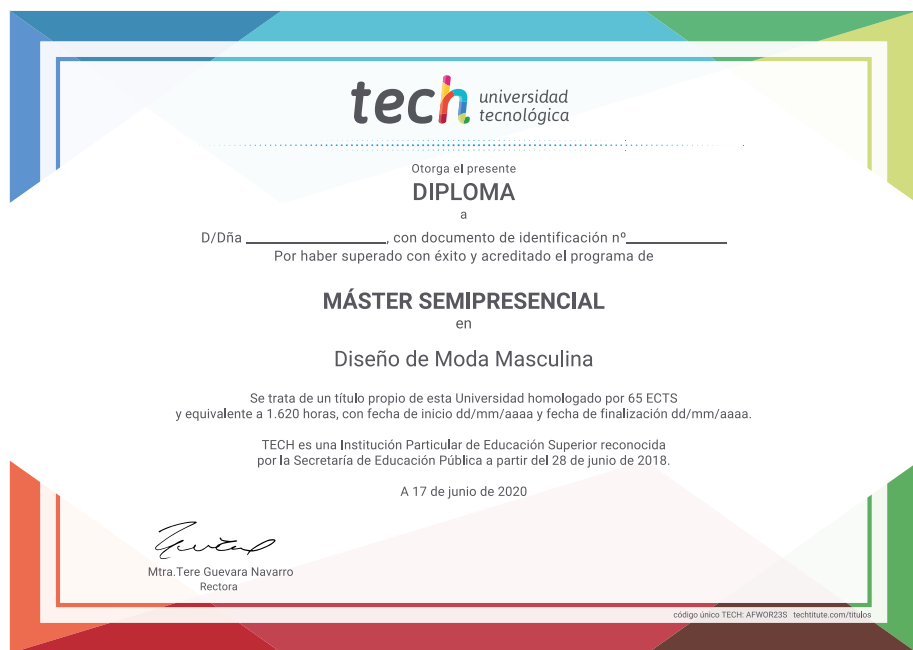 tech universidad
tecnológica
Otorga el presente
DIPLOMA
a
D/Dña ________________, con documento de identificación nº____________
Por haber superado con éxito y acreditado el programa de
MÁSTER SEMIPRESENCIAL
en
Diseño de Moda Masculina
Se trata de un título propio de esta Universidad homologado por 65 ECTS
y equivalente a 1.620 horas, con fecha de inicio dd/mm/aaaa y fecha de finalización dd/mm/aaaa.
TECH es una Institución Particular de Educación Superior reconocida
por la Secretaría de Educación Pública a partir del 28 de junio de 2018.
A 17 de junio de 2020
Mtra.Tere Guevara Navarro
Rectora
código único TECH: AFWOR23S techtitute.com/titulos